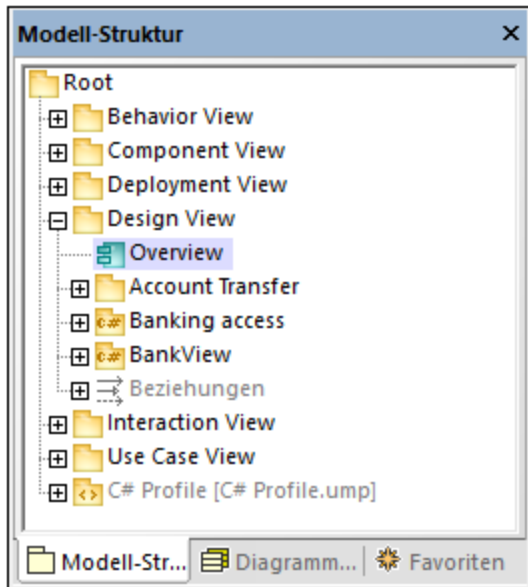 Modell-Struktur
Root
Behavior View
Component View
Deployment View
Design View
Overview
Account Transfer
C# Banking access
C# BankView
Beziehungen
Interaction View
Use Case View
C# Profile [C# Profile.ump]
Modell-Str... Diagramm... Favoriten